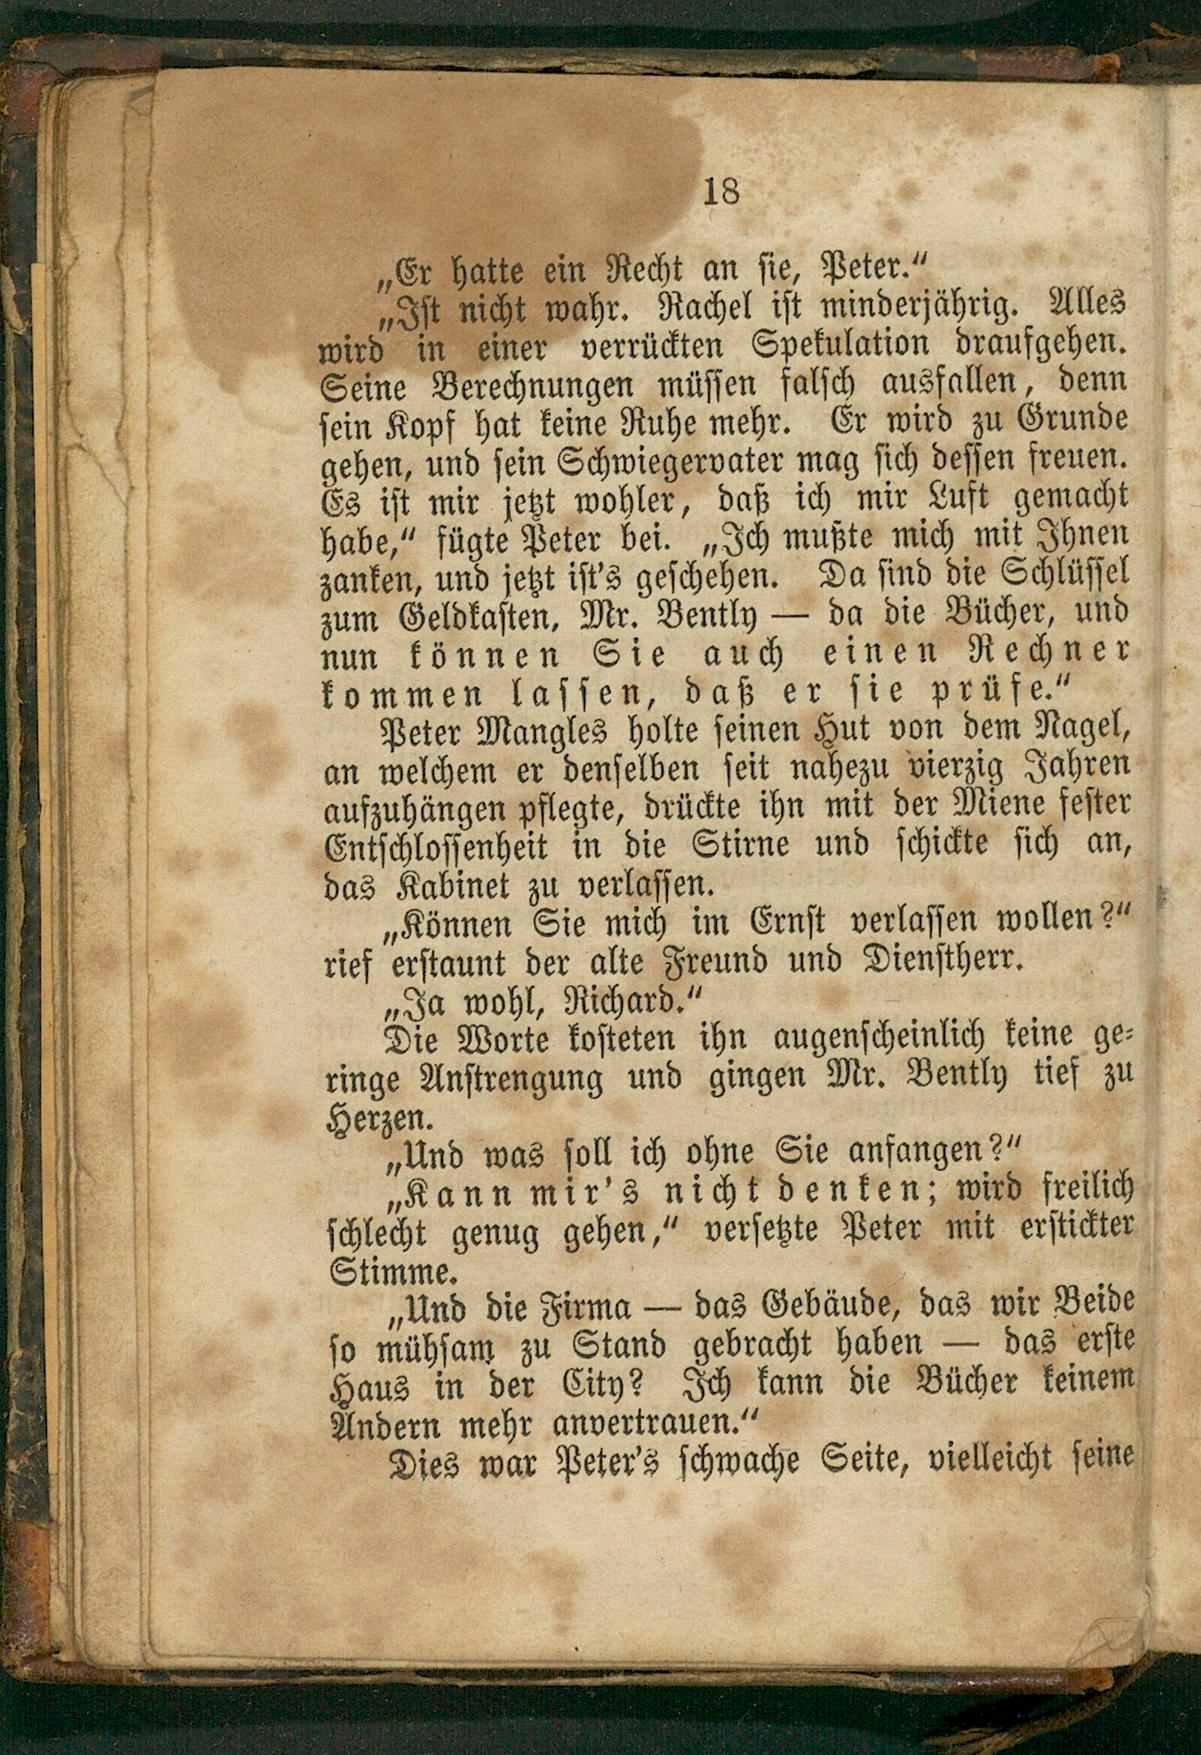 18
„Er hatte ein Recht an sie, Peter.“
„Ist nicht wahr. Rachel ist minderjährig. Alles
wird in einer verrückten Spekulation draufgehen.
Seine Berechnungen müssen falsch ausfallen, denn
sein Kopf hat keine Ruhe mehr. Er wird zu Grunde
gehen, und sein Schwiegervater mag sich dessen freuen.
Es ist mir jetzt wohler, daß ich mir Luft gemacht
habe,“ fügte Peter bei. „Ich mußte mich mit Ihnen
zanken, und jetzt ist's geschehen. Da sind die Schlüssel
zum Geldkasten, Mr. Bently — da die Bücher, und
nun können Sie auch einen Rechner
kommen lassen, daß er sie prüfe.“
Peter Mangles holte seinen Hut von dem Nagel,
an welchem er denselben seit nahezu vierzig Jahren
aufzuhängen pflegte, drückte ihn mit der Miene fester
Entschlossenheit in die Stirne und schickte sich an,
das Kabinet zu verlassen.
„Können Sie mich im Ernst verlassen wollen?“
rief erstaunt der alte Freund und Dienstherr.
„Ja wohl, Richard.“
Die Worte kosteten ihn augenscheinlich keine ge-
ringe Anstrengung und gingen Mr. Bently tief zu
Herzen.
„Und was soll ich ohne Sie anfangen?“
„Kann mir's nicht denken; wird freilich
schlecht genug gehen,“ versetzte Peter mit erstickter
Stimme.
„Und die Firma — das Gebäude, das wir Beide
so mühsam zu Stand gebracht haben — das erste
Haus in der City? Ich kann die Bücher keinem
Andern mehr anvertrauen.“
Dies war Peter's schwache Seite, vielleicht seine